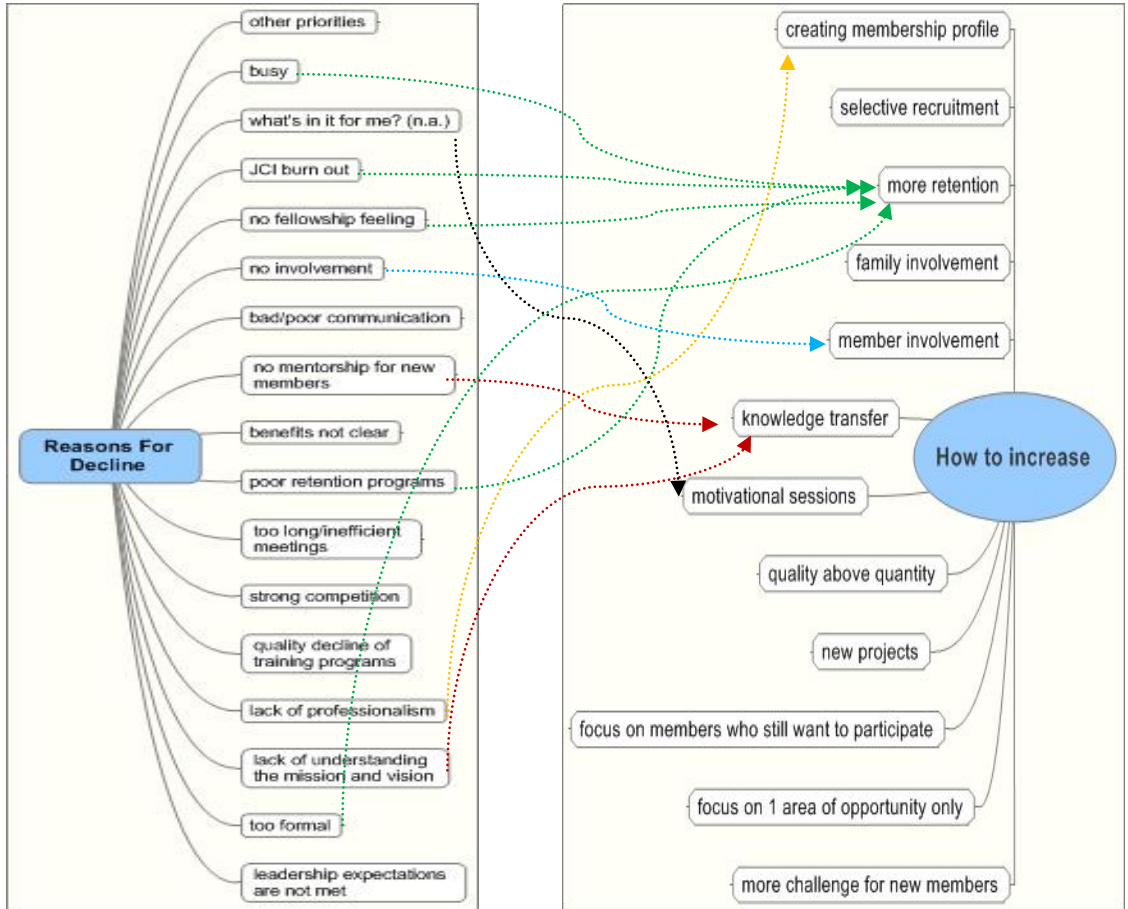 other priorities
busy
what's in it for me? (n.a.)
JCI burn out
no fellowship feeling
no involvement
bad/poor communication
no mentorship for new
members
benefits not clear
Reasons For
Decline
poor retention programs
too long/inefficient
meetings
strong competition
quality decline of
training programs
lack of professionalism
lack of understanding
the mission and vision
too formal
leadership expectations
are not met
creating membership profile
selective recruitment
more retention
family involvement
member involvement
knowledge transfer
How to increase
motivational sessions
quality above quantity
new projects
focus on members who still want to participate
focus on 1 area of opportunity only
more challenge for new members